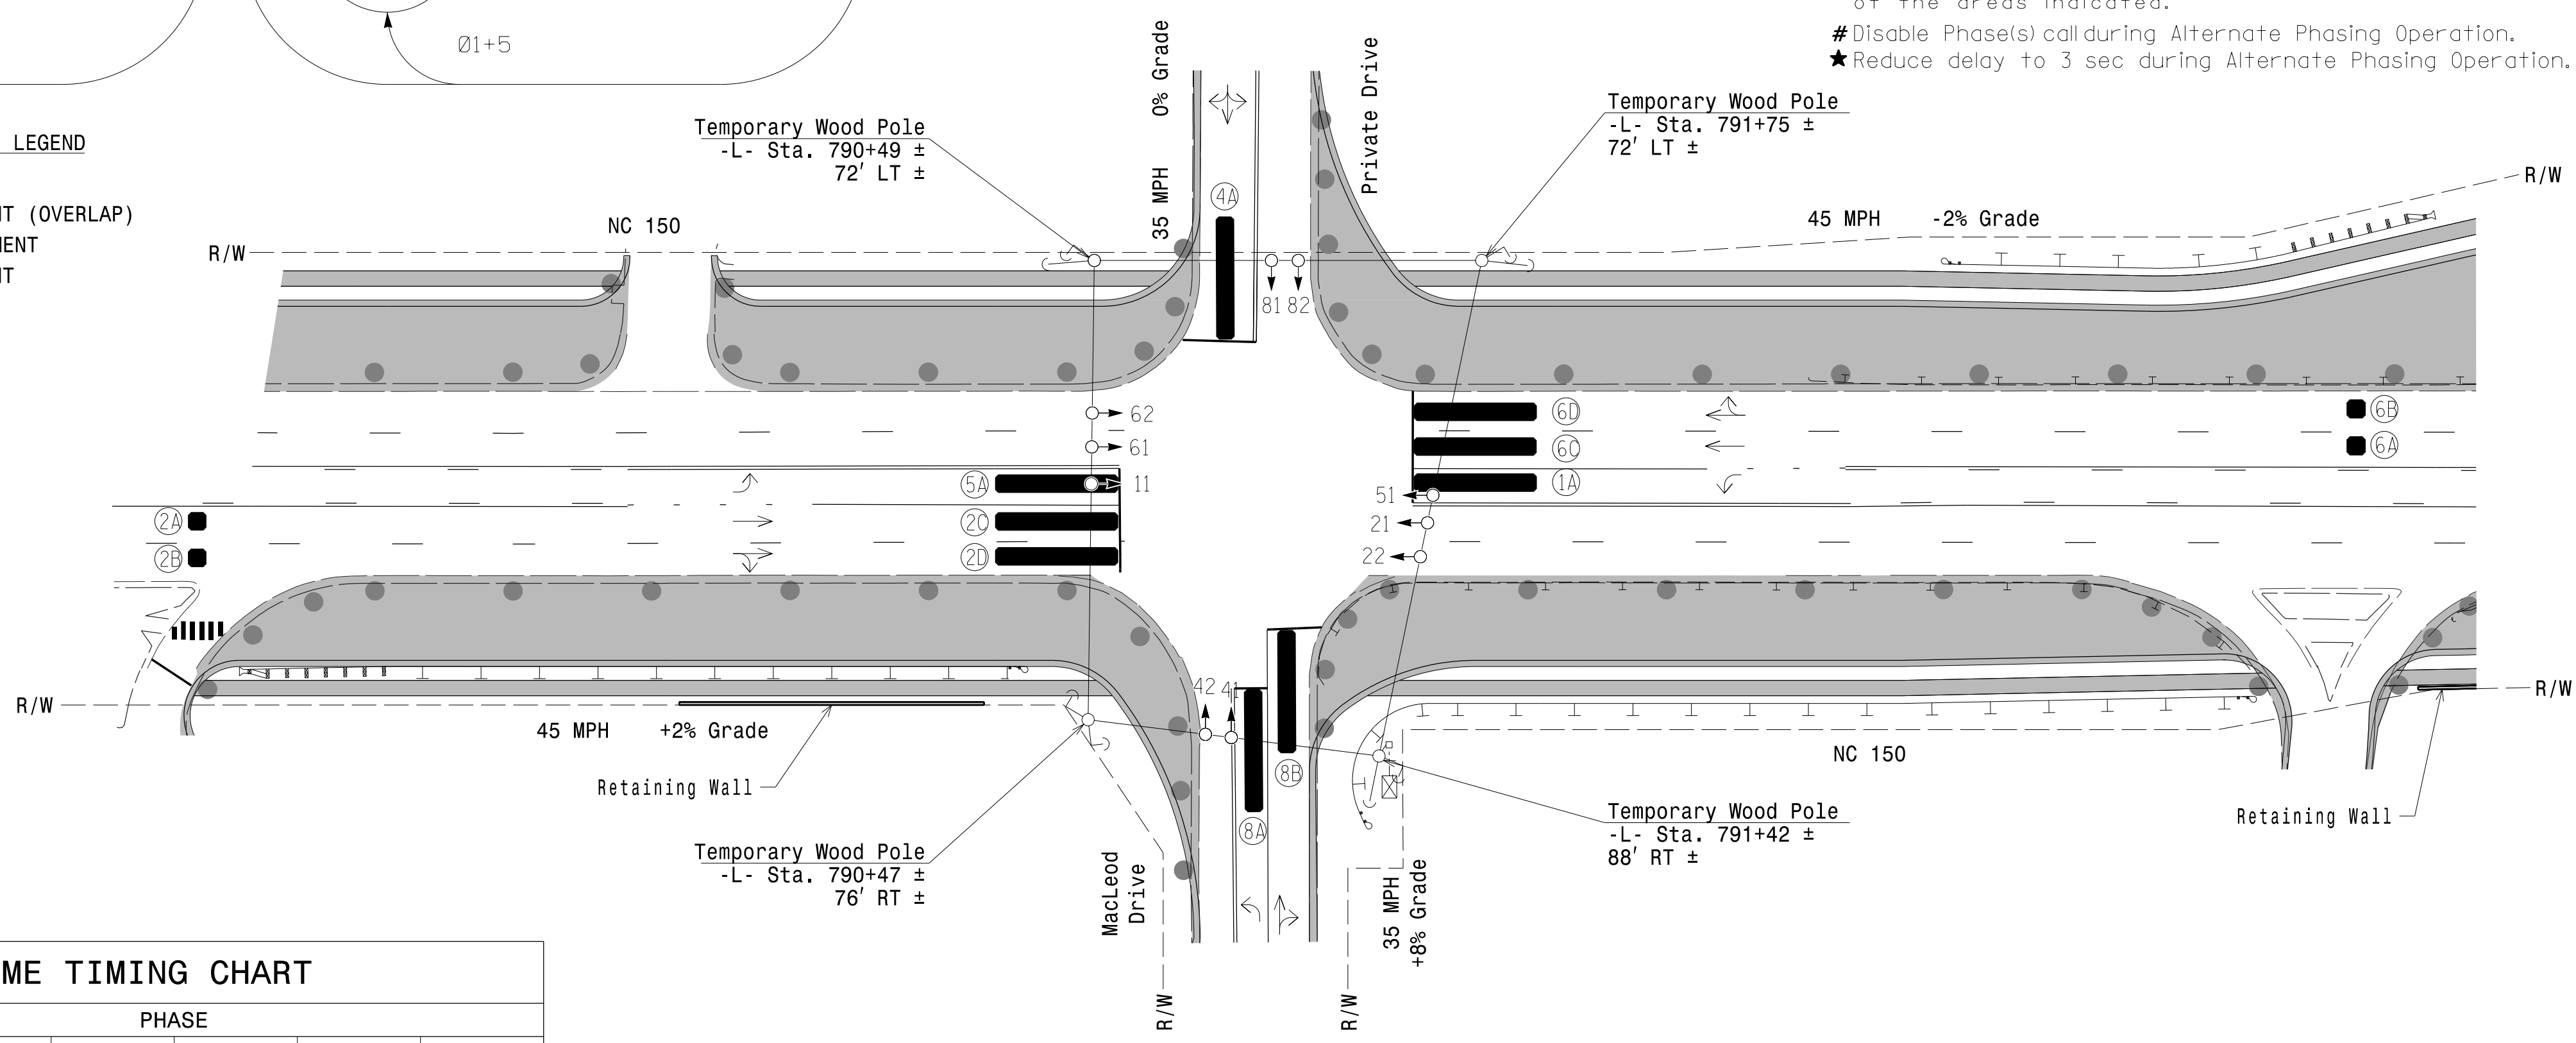 of the areas indicated.
# Disable Phase(s) call during Alternate Phasing Operation.
★ Reduce delay to 3 sec during Alternate Phasing Operation.
Ø1+5
LEGEND
(OVERLAP)
Temporary Wood Pole
-L- Sta. 790+49 ±
72' LT ±
35 MPH 0% Grade
Private Drive
Temporary Wood Pole
-L- Sta. 791+75 ±
72' LT ±
4A
NC 150
R/W
45 MPH -2% Grade
R/W
81 82
62
61
11
5A
2C
2D
2A
2B
6D
6C
1A
6B
6A
51
21
22
42 41
8A
8B
R/W
45 MPH +2% Grade
Retaining Wall
Temporary Wood Pole
-L- Sta. 790+47 ±
76' RT ±
MacLeod
Drive
R/W
35 MPH
+8% Grade
R/W
Temporary Wood Pole
-L- Sta. 791+42 ±
88' RT ±
NC 150
R/W
Retaining Wall
ME TIMING CHART
PHASE